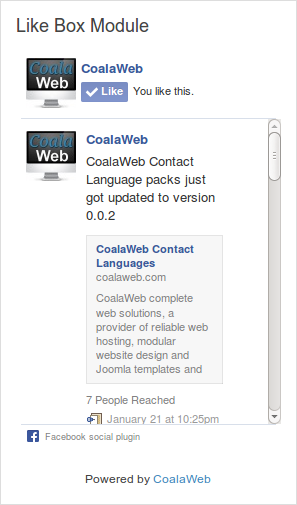 Like Box Module
Coala
Web
CoalaWeb
Like
You like this.
Coala
Web
CoalaWeb
CoalaWeb Contact
Language packs just
got updated to version
0.0.2
CoalaWeb Contact
Languages
coalaweb.com
CoalaWeb complete
web solutions, a
provider of reliable web
hosting, modular
website design and
Joomla templates and
7 People Reached
January 21 at 10:25pm
Facebook social plugin
Powered by CoalaWeb